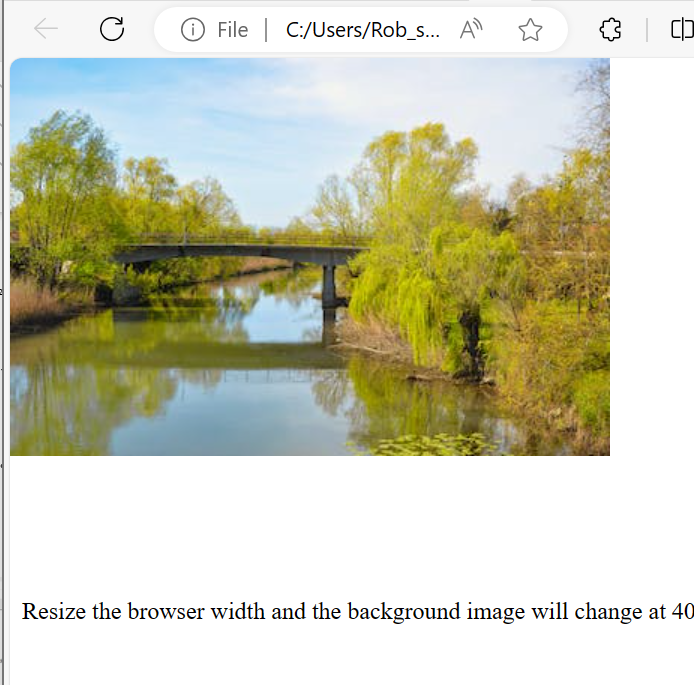 File | C:/Users/Rob_s...
Resize the browser width and the background image will change at 40